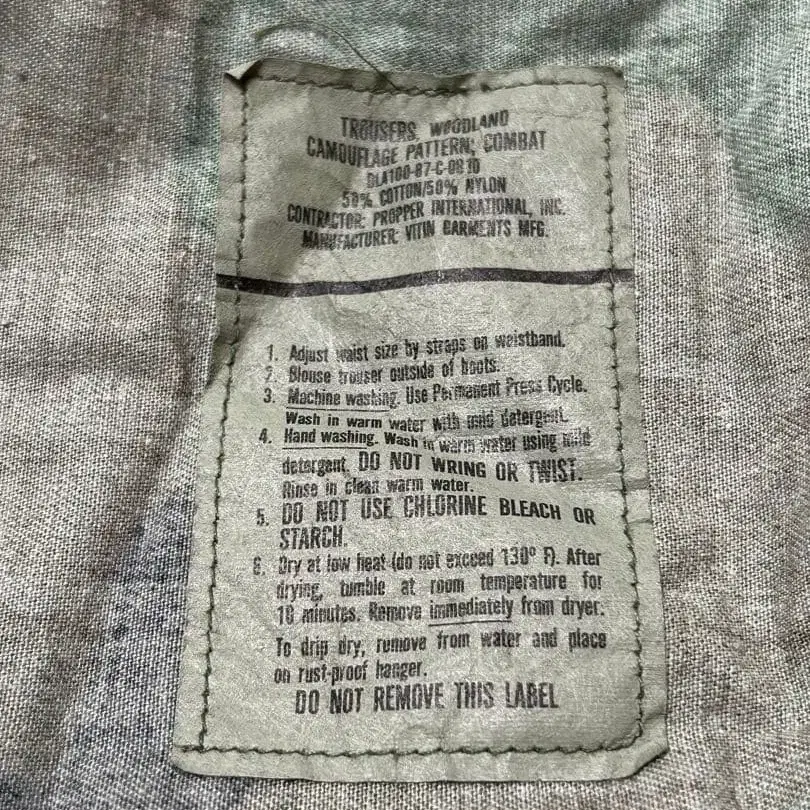 TROUSERS, WOODLAND
CAMOUFLAGE PATTERN; COMBAT
DLA100-87-C-0610
50% COTTON/50% NYLON
CONTRACTOR: PROPPER INTERNATIONAL, INC.
MANUFACTURER: VITIN GARMENTS MFG.
1. Adjust waist size by straps on waistband.
2. Blouse trouser outside of boots.
3. Machine washing. Use Permanent Press Cycle.
Wash in warm water with mild detergent.
4. Hand washing. Wash in warm water using mild
detergent. DO NOT WRING OR TWIST.
Rinse in clean warm water.
5. DO NOT USE CHLORINE BLEACH OR
STARCH.
6. Dry at low heat (do not exceed 130° F). After
drying, tumble at room temperature for
10 minutes. Remove immediately from dryer.
To drip dry, remove from water and place
on rust-proof hanger.
DO NOT REMOVE THIS LABEL